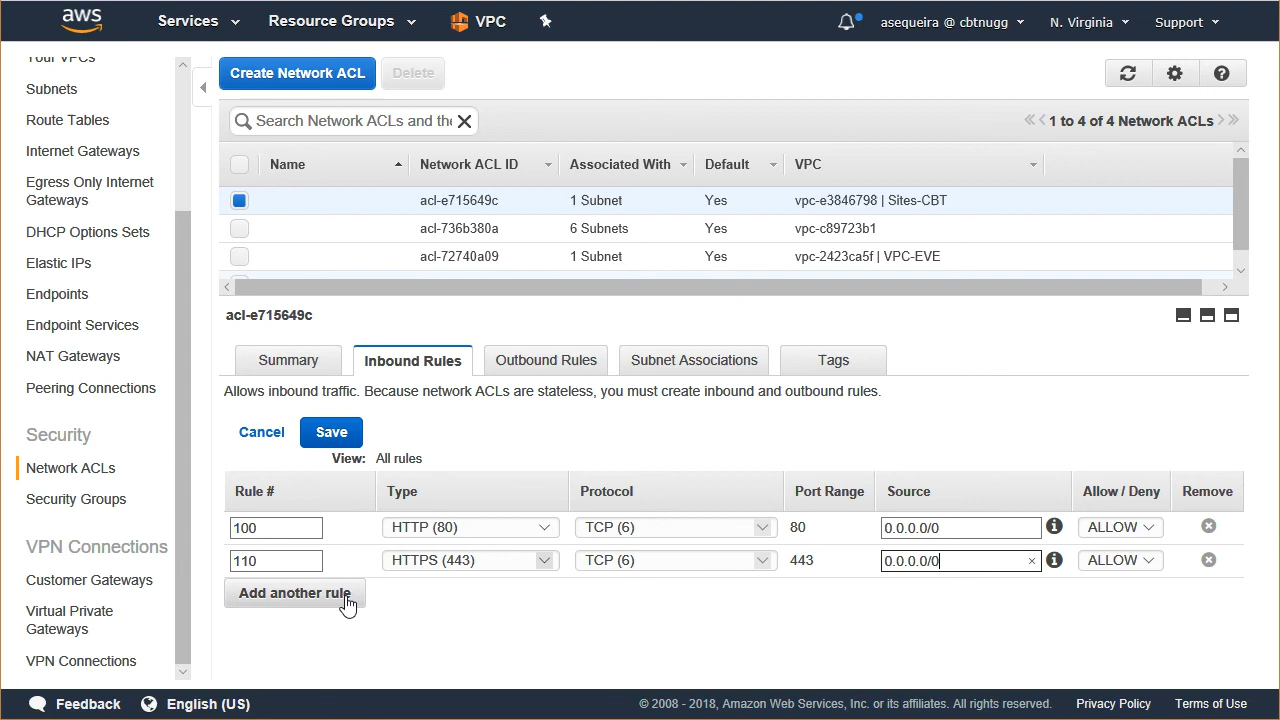 aws Services Resource Groups VPC asequeira @ cbtnugg N. Virginia Support
Your VPCs
Subnets
Route Tables
Internet Gateways
Egress Only Internet
Gateways
DHCP Options Sets
Elastic IPs
Endpoints
Endpoint Services
NAT Gateways
Peering Connections
Security
Network ACLs
Security Groups
VPN Connections
Customer Gateways
Virtual Private
Gateways
VPN Connections
Create Network ACL Delete
Search Network ACLs and the
1 to 4 of 4 Network ACLs
Name Network ACL ID Associated With Default VPC
acl-e715649c 1 Subnet Yes vpc-e3846798 | Sites-CBT
acl-736b380a 6 Subnets Yes vpc-c89723b1
acl-72740a09 1 Subnet Yes vpc-2423ca5f | VPC-EVE
acl-e715649c
Summary Inbound Rules Outbound Rules Subnet Associations Tags
Allows inbound traffic. Because network ACLs are stateless, you must create inbound and outbound rules.
Cancel Save
View: All rules
Rule # Type Protocol Port Range Source Allow / Deny Remove
100 HTTP (80) TCP (6) 80 0.0.0.0/0 ALLOW
110 HTTPS (443) TCP (6) 443 0.0.0.0/0 ALLOW
Add another rule
Feedback English (US) © 2008 - 2018, Amazon Web Services, Inc. or its affiliates. All rights reserved. Privacy Policy Terms of Use